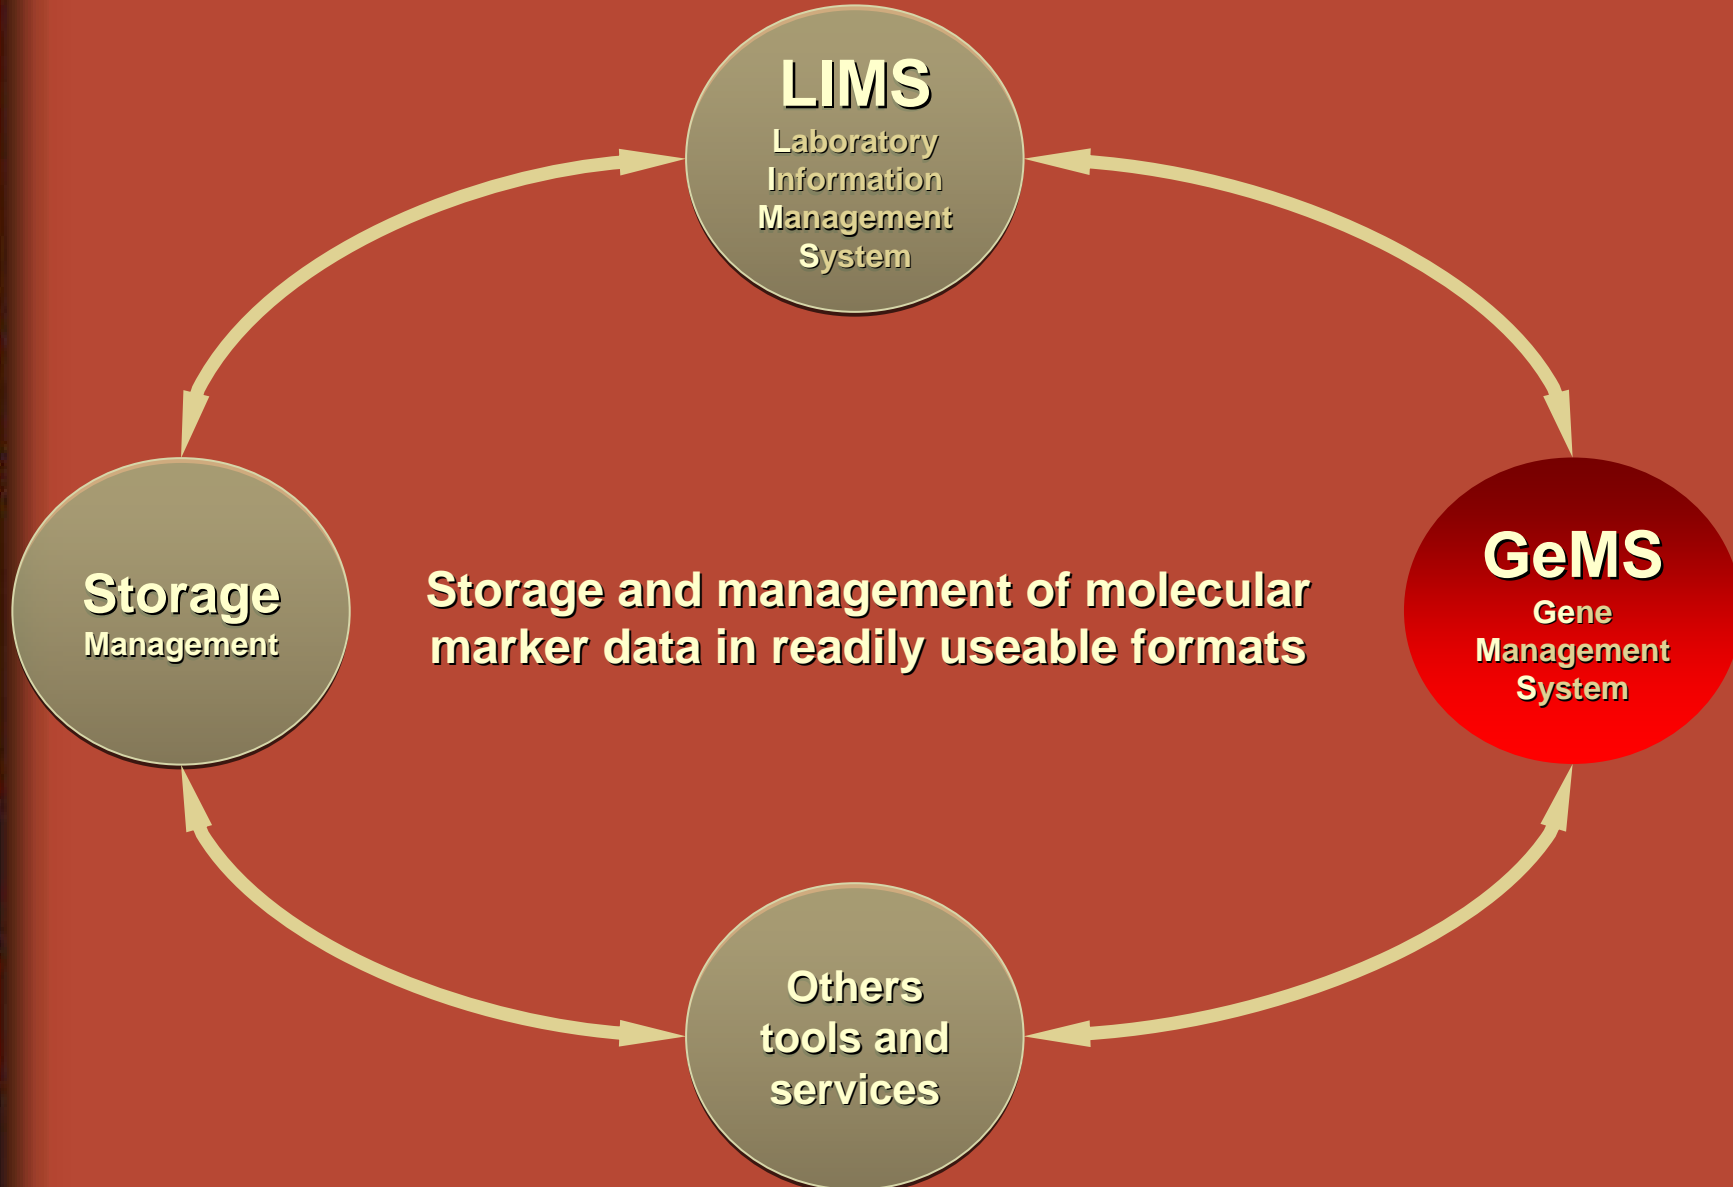 LIMS
Laboratory
Information
Management
System
Storage
Management
Storage and management of molecular
marker data in readily useable formats
GeMS
Gene
Management
System
Others
tools and
services